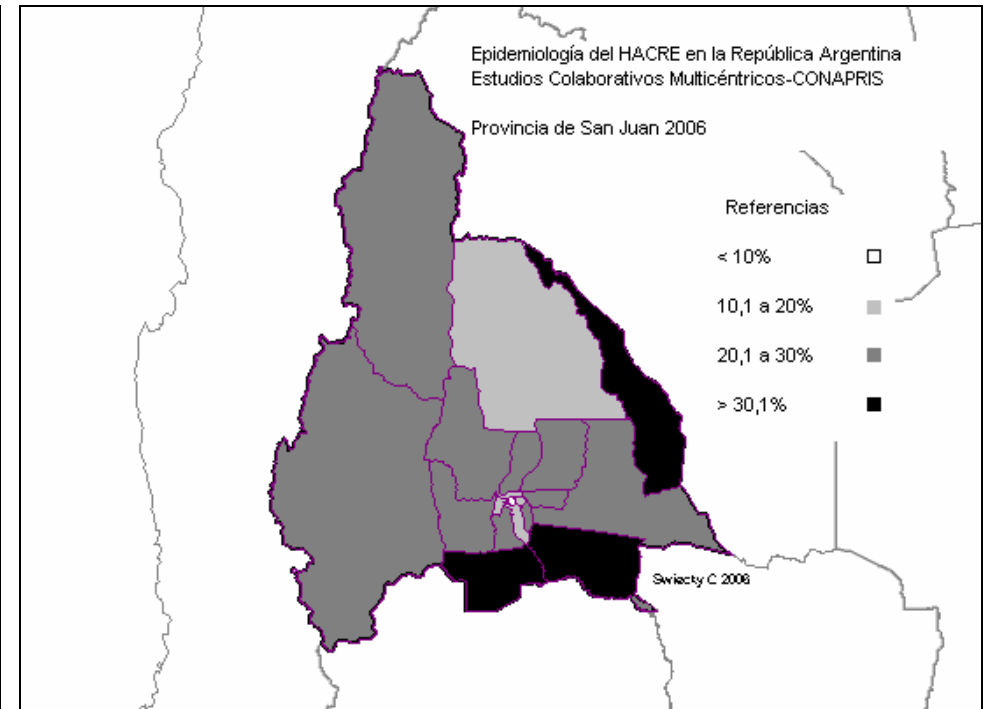 Epidemiología del HACRE en la República Argentina
Estudios Colaborativos Multicéntricos-CONAPRIS
Provincia de San Juan 2006
Referencias
< 10%
10,1 a 20%
20,1 a 30%
> 30,1%
Swiecty C 2006